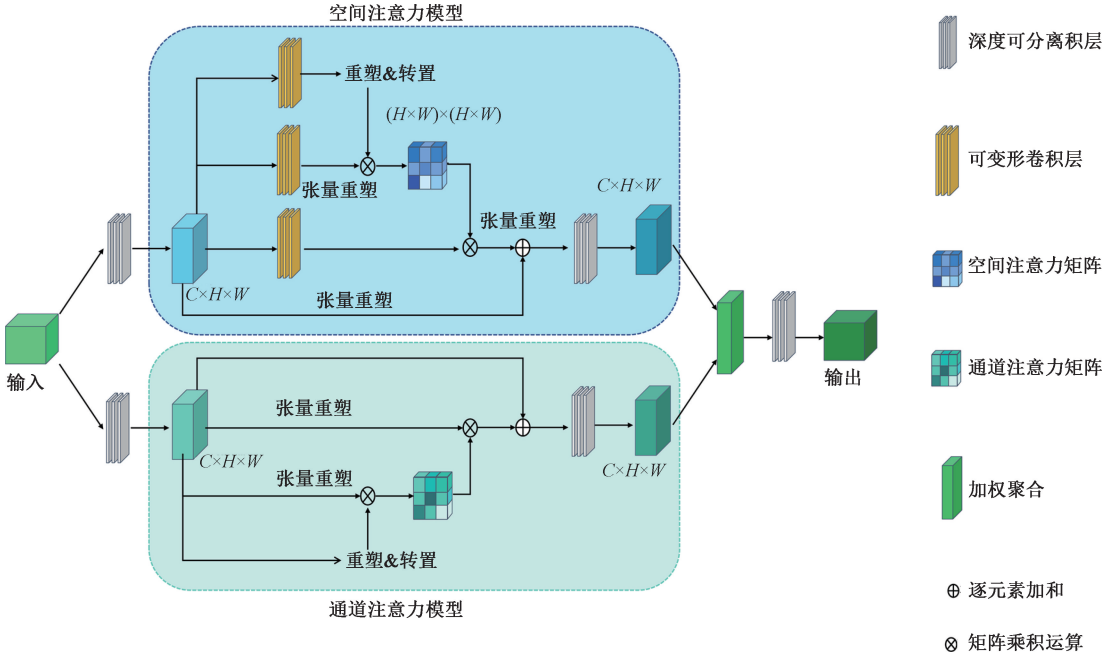 空间注意力模型
重塑&转置
(H×W)×(H×W)
张量重塑
C×H×W
张量重塑
C×H×W
张量重塑
输入
输出
张量重塑
C×H×W
张量重塑
C×H×W
重塑&转置
通道注意力模型
深度可分离积层
可变形卷积层
空间注意力矩阵
通道注意力矩阵
加权聚合
逐元素加和
矩阵乘积运算